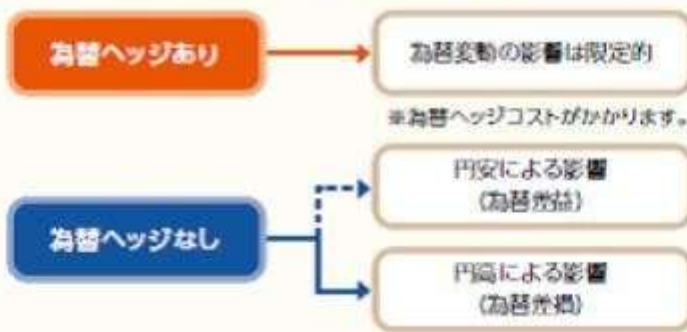 為替ヘッジあり
為替変動の影響は限定的
※為替ヘッジコストがかかります。
円安による影響
(為替差益)
為替ヘッジなし
円高による影響
(為替差損)